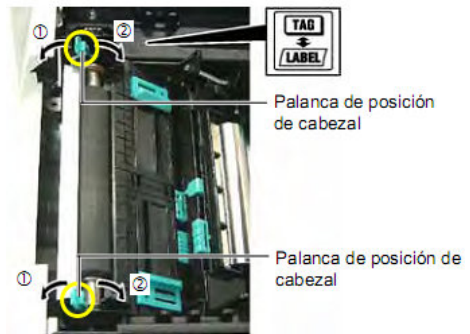 ① ②
TAG
LABEL
Palanca de posición
de cabezal
Palanca de posición de
cabezal
① ②